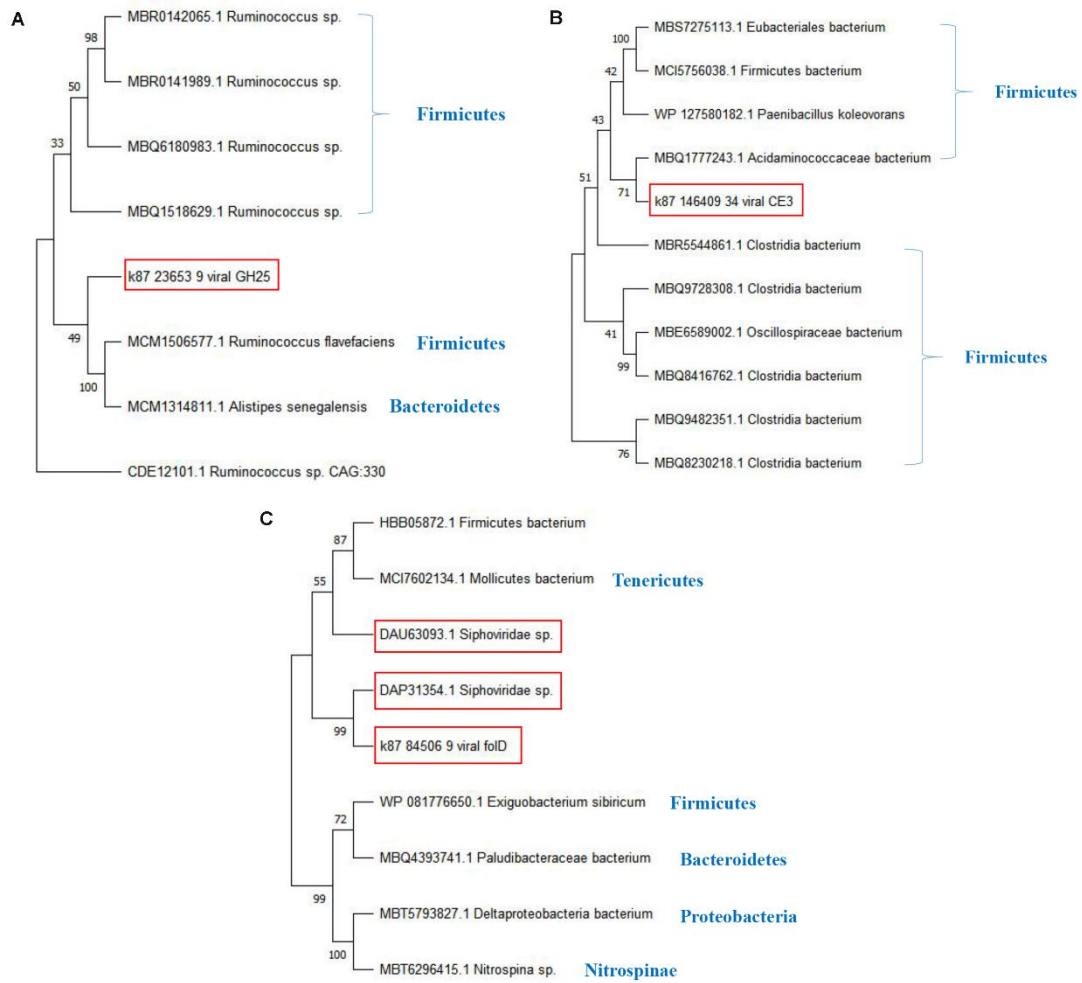 A
MBR0142065.1 Ruminococcus sp.
98
MBR0141989.1 Ruminococcus sp.
50
Firmicutes
MBQ6180983.1 Ruminococcus sp.
33
MBQ1518629.1 Ruminococcus sp.
k87 23653 9 viral GH25
49
MCM1506577.1 Ruminococcus flavefaciens
Firmicutes
100
MCM1314811.1 Alistipes senegalensis
Bacteroidetes
CDE12101.1 Ruminococcus sp. CAG:330
B
MBS7275113.1 Eubacteriales bacterium
100
MCI5756038.1 Firmicutes bacterium
42
Firmicutes
WP 127580182.1 Paenibacillus koleovorans
43
MBQ1777243.1 Acidaminococcaceae bacterium
51
71
k87 146409 34 viral CE3
MBR5544861.1 Clostridia bacterium
MBQ9728308.1 Clostridia bacterium
41
MBE6589002.1 Oscillospiraceae bacterium
99
Firmicutes
MBQ8416762.1 Clostridia bacterium
MBQ9482351.1 Clostridia bacterium
76
MBQ8230218.1 Clostridia bacterium
C
HBB05872.1 Firmicutes bacterium
87
MCI7602134.1 Mollicutes bacterium
Tenericutes
55
DAU63093.1 Siphoviridae sp.
DAP31354.1 Siphoviridae sp.
99
k87 84506 9 viral folD
WP 081776650.1 Exiguobacterium sibiricum
Firmicutes
72
MBQ4393741.1 Paludibacteraceae bacterium
Bacteroidetes
99
MBT5793827.1 Deltaproteobacteria bacterium
Proteobacteria
100
MBT6296415.1 Nitrospina sp.
Nitrospinae